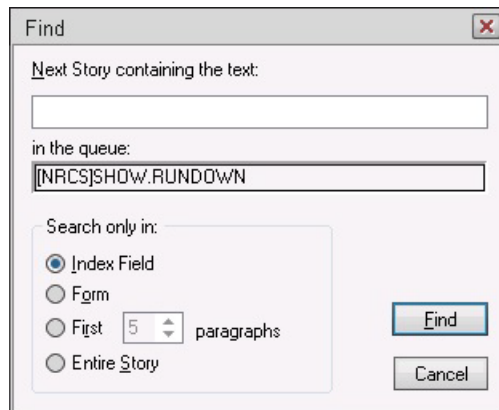 Find
Next Story containing the text:
in the queue:
[NRCS]SHOW.RUNDOWN
Search only in:
Index Field
Form
First 5 paragraphs
Entire Story
Find
Cancel